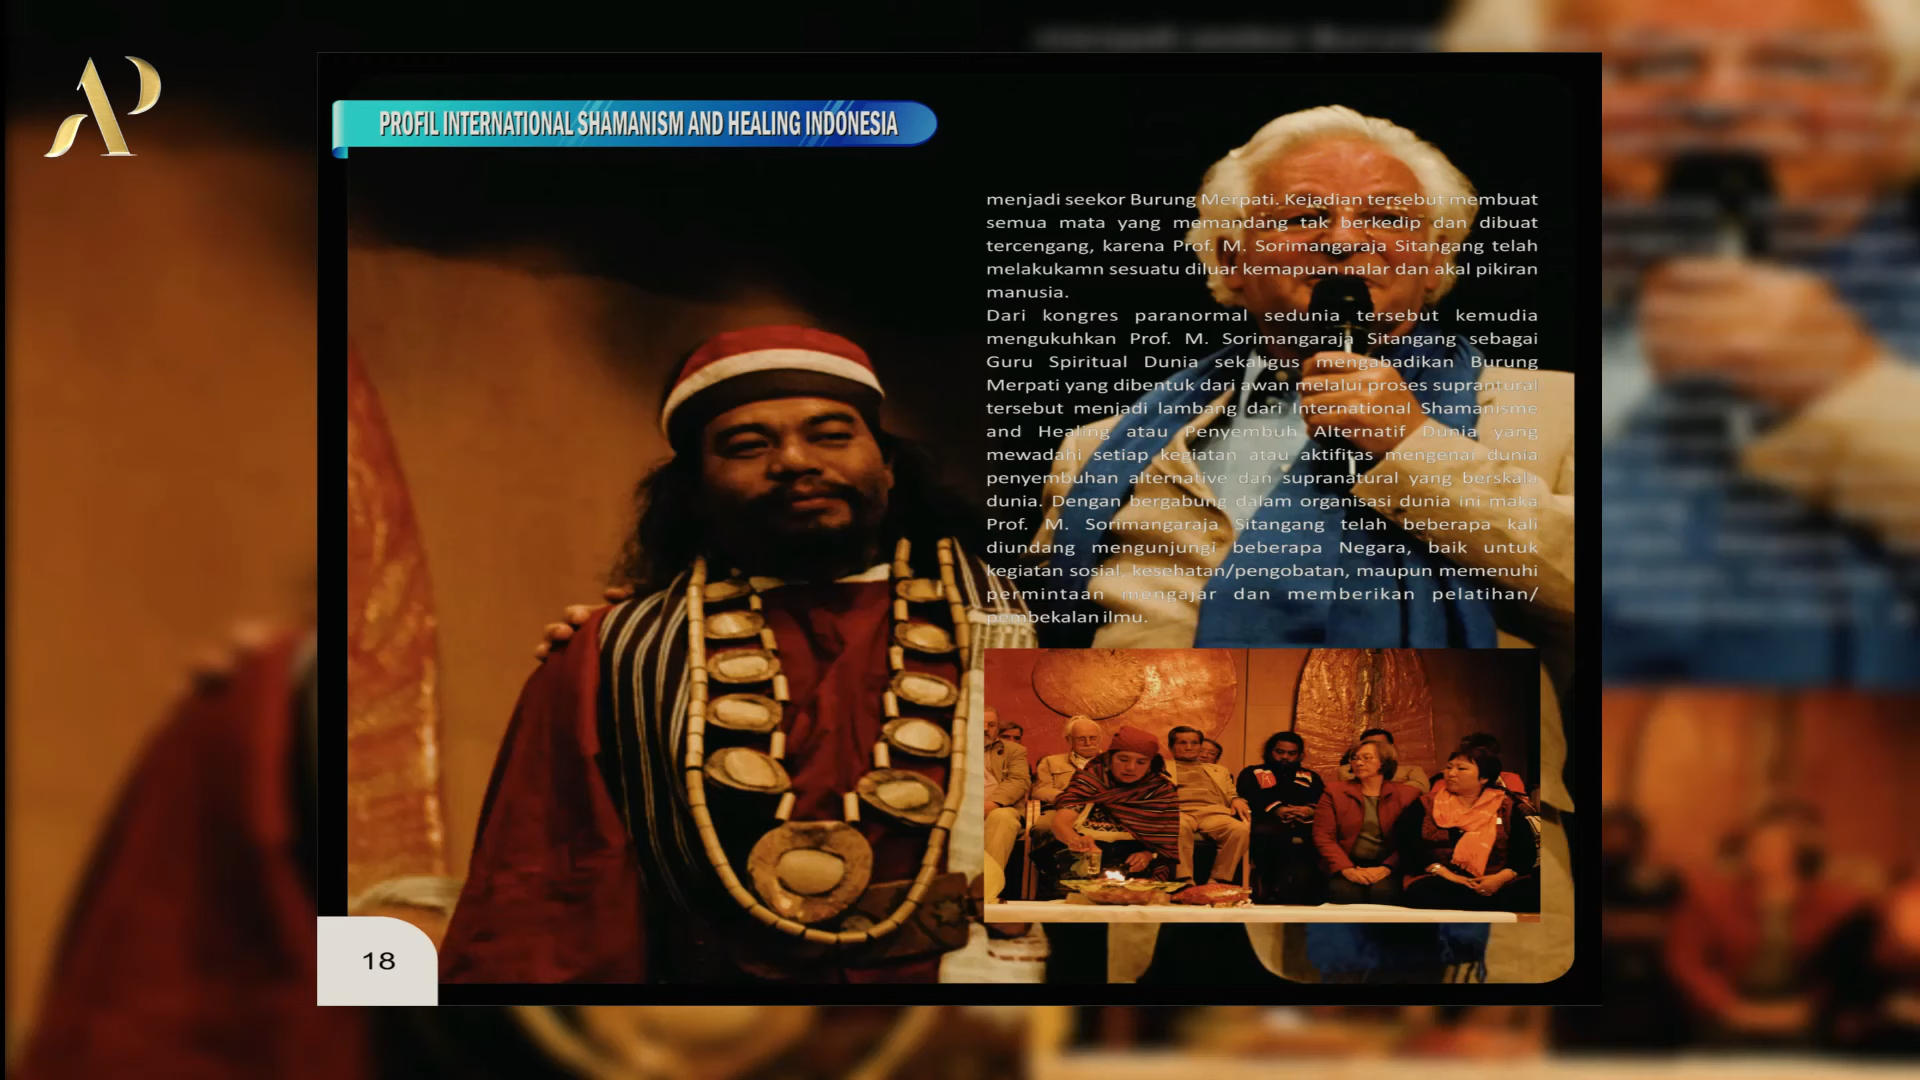 AP
PROFIL INTERNATIONAL SHAMANISM AND HEALING INDONESIA
menjadi seekor Burung Merpati. Kejadian tersebut membuat
semua mata yang memandang tak berkedip dan dibuat
tercengang, karena Prof. M. Sorimangaraja Sitangang telah
melakukamn sesuatu diluar kemapuan nalar dan akal pikiran
manusia.
Dari kongres paranormal sedunia tersebut kemudia
mengukuhkan Prof. M. Sorimangaraja Sitangang sebagai
Guru Spiritual Dunia sekaligus mengabadikan Burung
Merpati yang dibentuk dari awan melalui proses suprantural
tersebut menjadi lambang dari International Shamanisme
and Healing atau Penyembuh Alternatif Dunia yang
mewadahi setiap kegiatan atau aktifitas mengenai dunia
penyembuhan alternative dan supranatural yang berskala
dunia. Dengan bergabung dalam organisasi dunia ini maka
Prof. M. Sorimangaraja Sitangang telah beberapa kali
diundang mengunjungi beberapa Negara, baik untuk
kegiatan sosial, kesehatan/pengobatan, maupun memenuhi
permintaan mengajar dan memberikan pelatihan/
pembekalan ilmu.
18